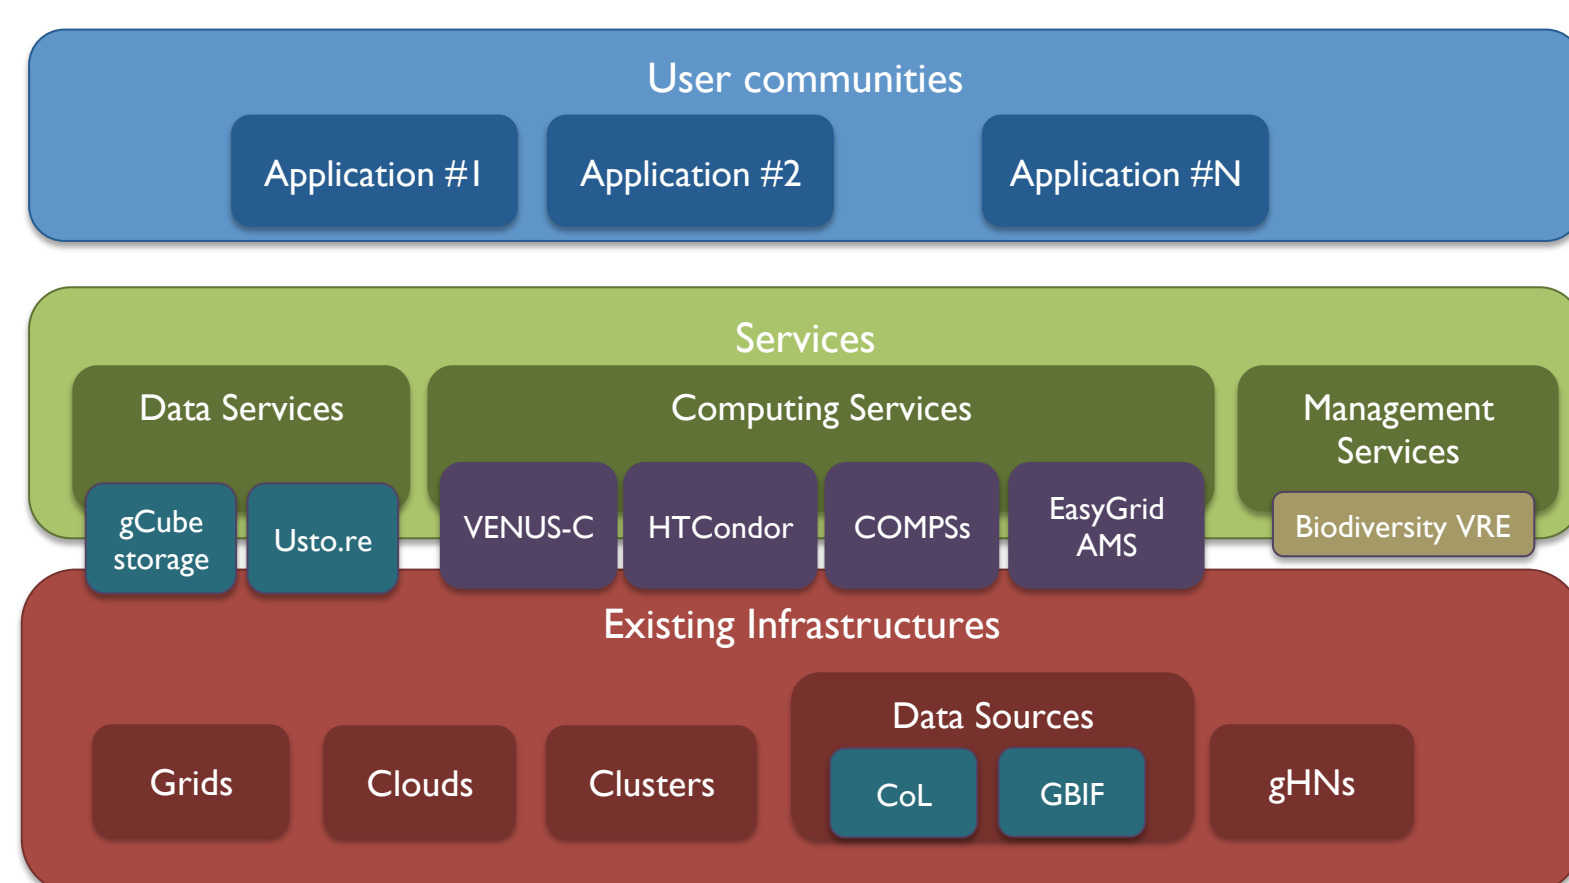 User communities
Application #1
Application #2
Application #N
Services
Data Services
Computing Services
Management
Services
gCube
storage
Usto.re
VENUS-C
HTCondor
COMPSs
EasyGrid
AMS
Biodiversity VRE
Existing Infrastructures
Grids
Clouds
Clusters
Data Sources
CoL
GBIF
gHNs